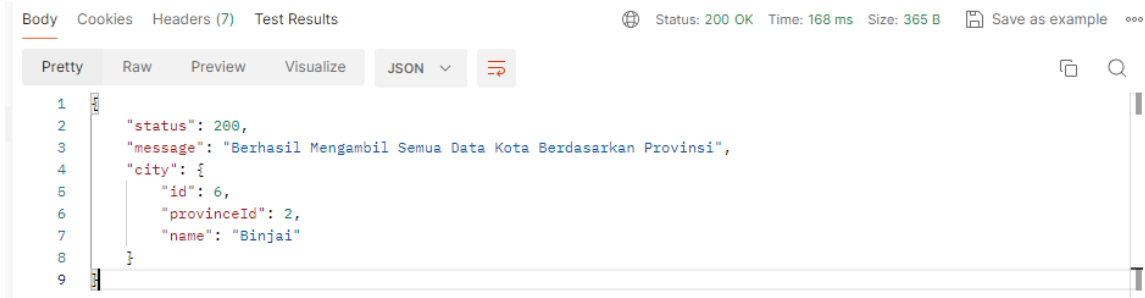 Body Cookies Headers (7) Test Results Status: 200 OK Time: 168 ms Size: 365 B Save as example
Pretty Raw Preview Visualize JSON
1 {
2 "status": 200,
3 "message": "Berhasil Mengambil Semua Data Kota Berdasarkan Provinsi",
4 "city": {
5 "id": 6,
6 "provinceId": 2,
7 "name": "Binjai"
8 }
9 }